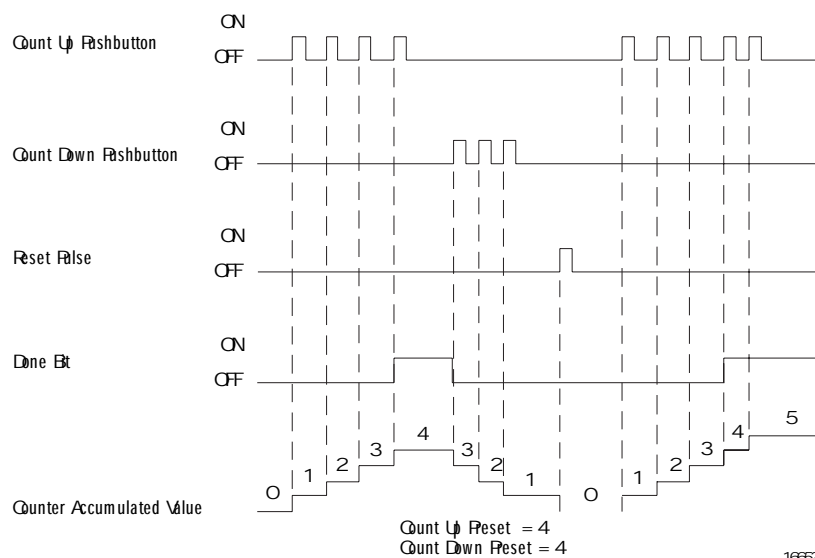 ON
Count Up Pushbutton
OFF
ON
Count Down Pushbutton
OFF
ON
Reset Pulse
OFF
ON
Done Bit
OFF
0 1 2 3 4 3 2 1 0 1 2 3 4 5
Counter Accumulated Value
Count Up Preset = 4
Count Down Preset = 4